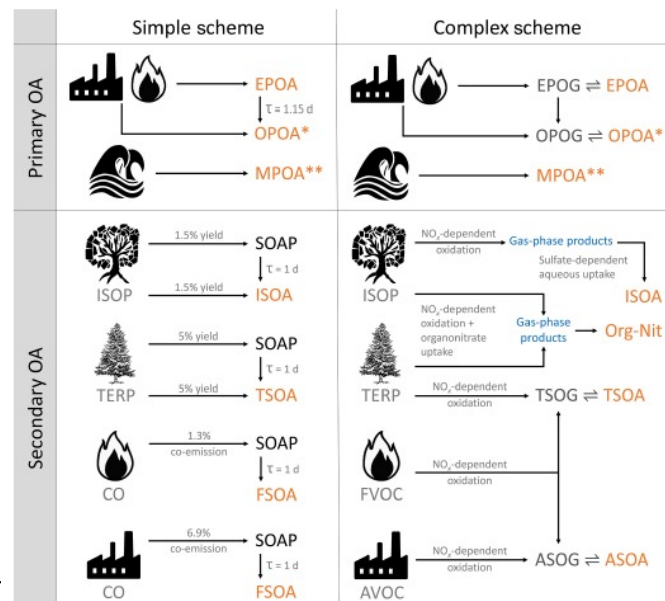 Simple scheme
Complex scheme
Primary OA
EPOA
τ = 1.15 d
OPOA*
MPOA**
EPOG ⇌ EPOA
OPOG ⇌ OPOA*
MPOA**
Secondary OA
1.5% yield
SOAP
τ = 1 d
ISOP
1.5% yield
ISOA
5% yield
SOAP
τ = 1 d
TERP
5% yield
TSOA
1.3%
co-emission
SOAP
τ = 1 d
CO
FSOA
6.9%
co-emission
SOAP
τ = 1 d
CO
FSOA
NOₓ-dependent
oxidation
Gas-phase products
Sulfate-dependent
aqueous uptake
ISOP
ISOA
NOₓ-dependent
oxidation +
organonitrate
uptake
Gas-phase
products
Org-Nit
TERP
NOₓ-dependent
oxidation
TSOG ⇌ TSOA
NOₓ-dependent
oxidation
FVOC
NOₓ-dependent
oxidation
ASOG ⇌ ASOA
AVOC